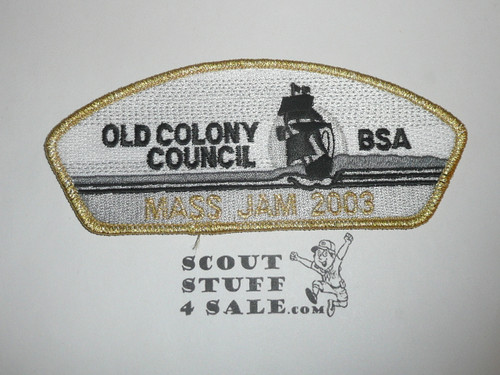 OLD COLONY
COUNCIL
BSA
MASS JAM 2003
SCOUT
STUFF
4 SALE.com